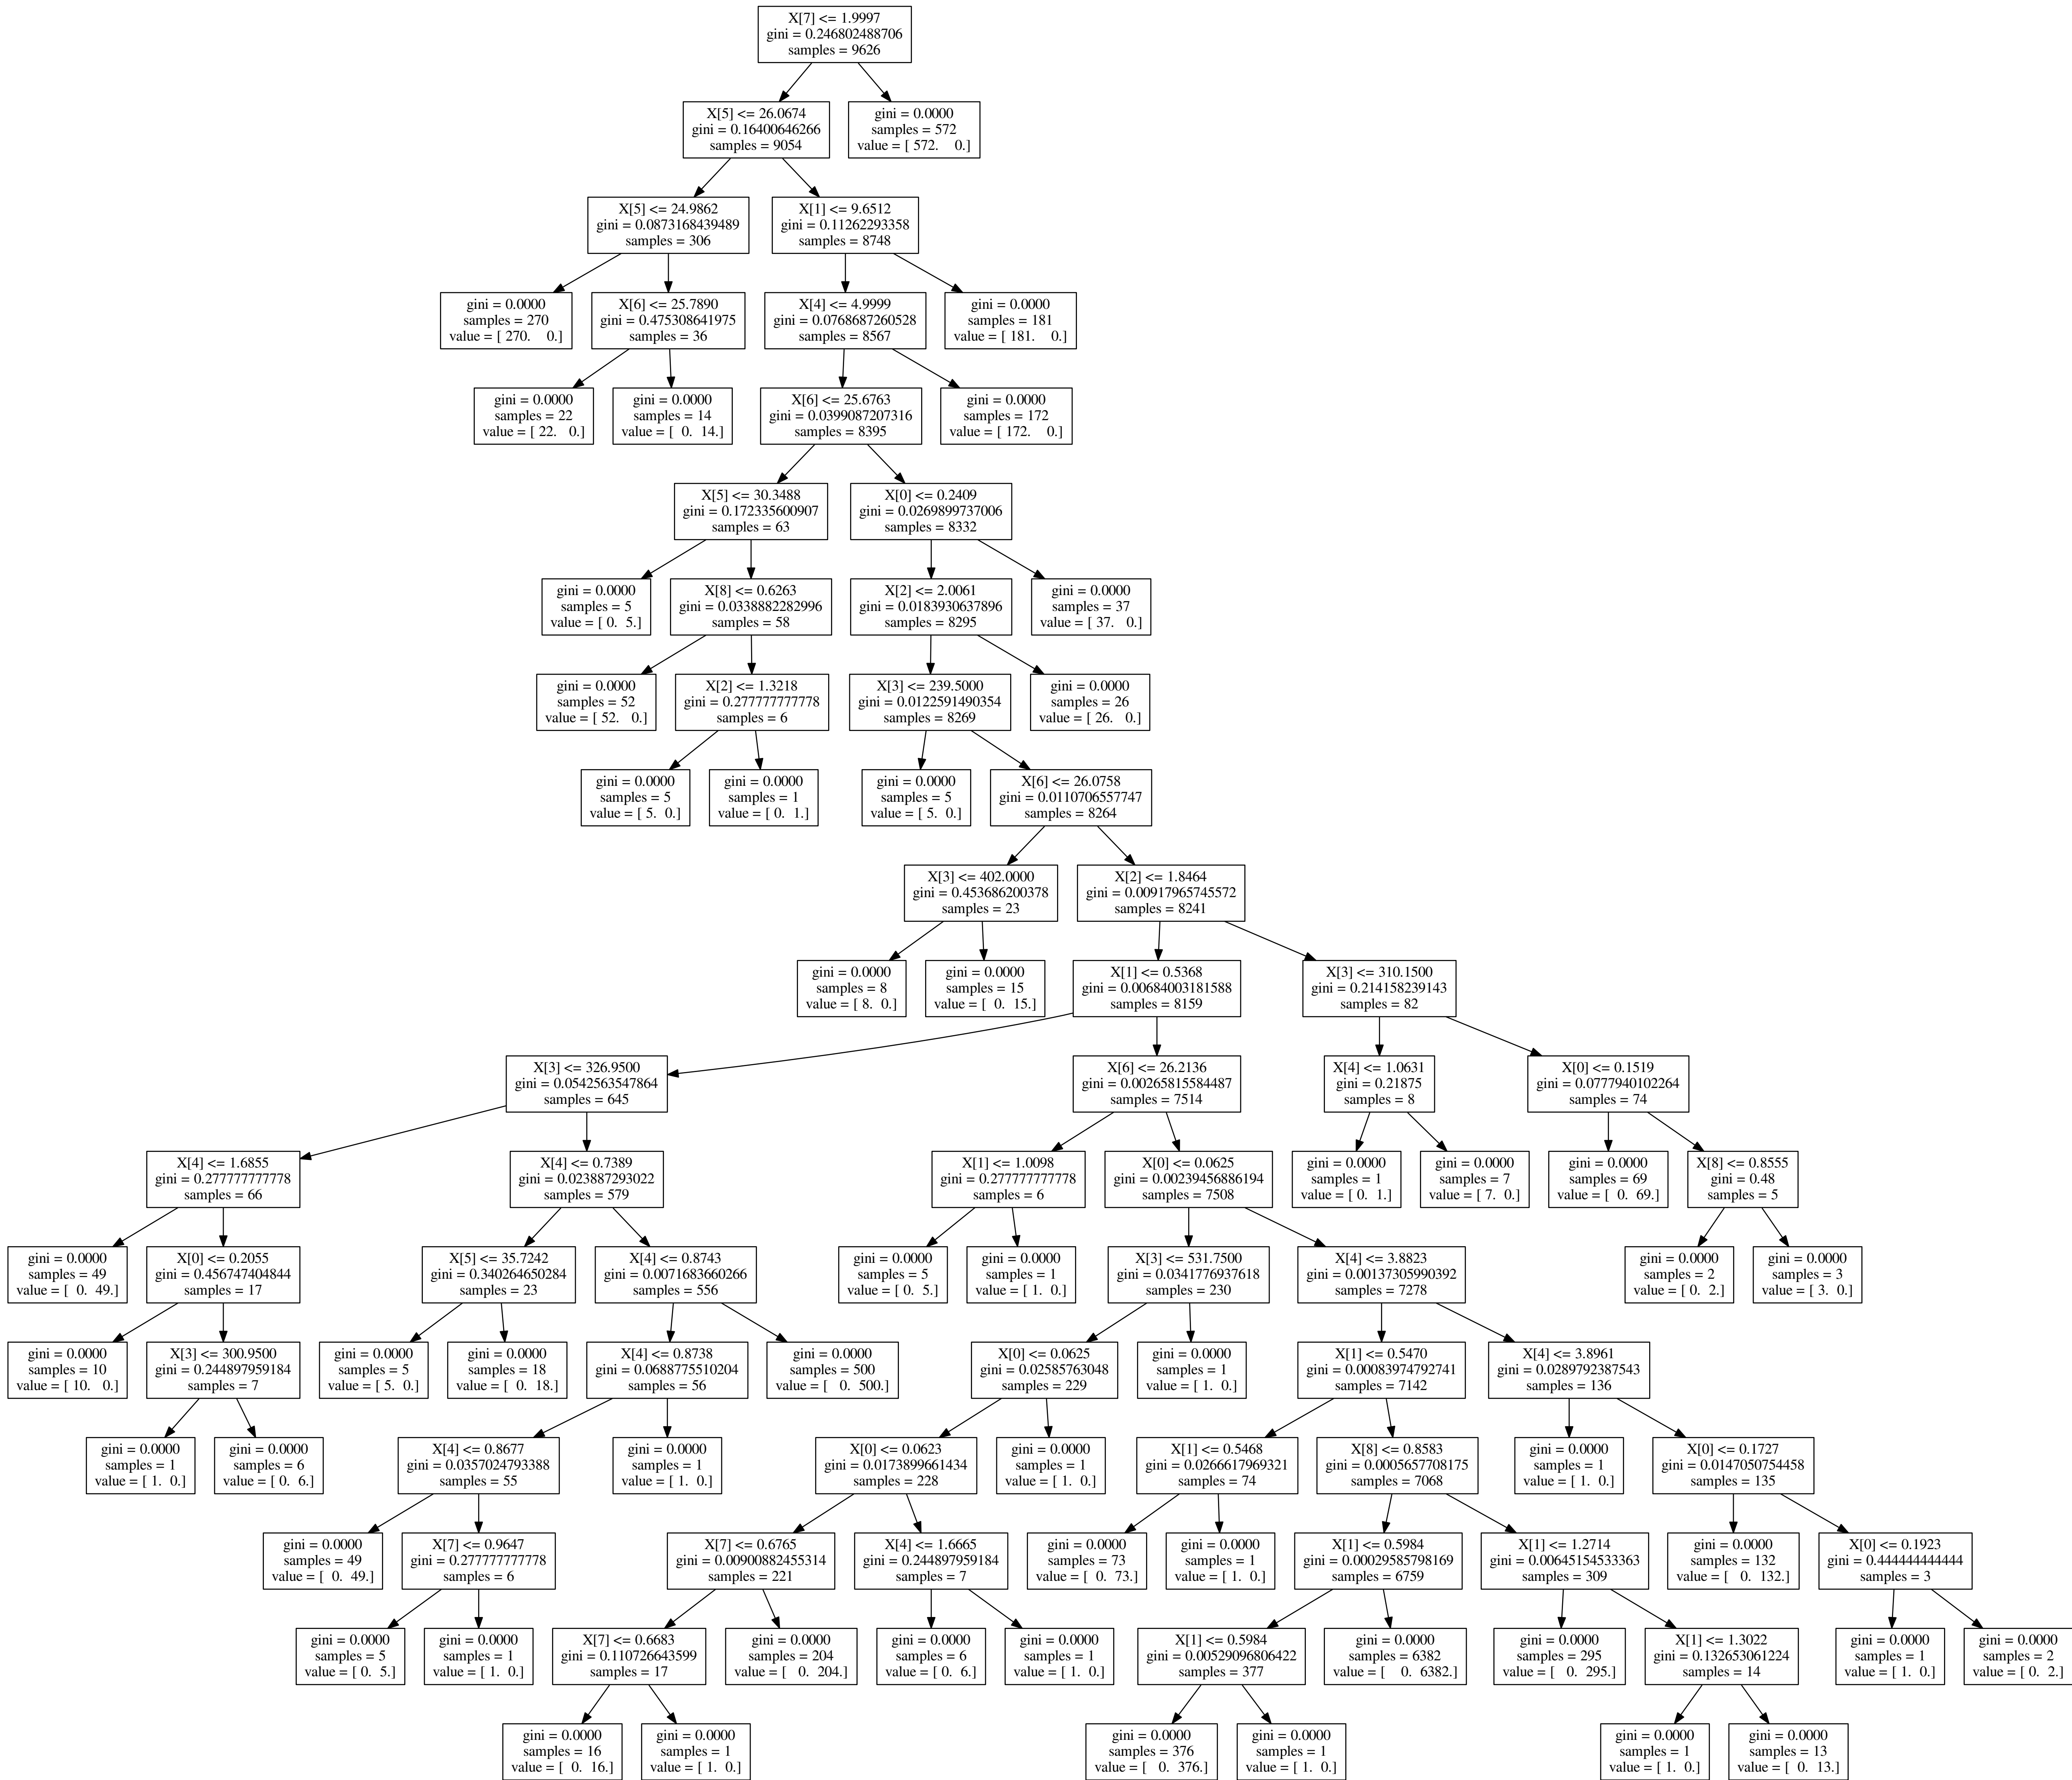 X[7] <= 1.9997
gini = 0.246802488706
samples = 9626
X[5] <= 26.0674
gini = 0.16400646266
samples = 9054
gini = 0.0000
samples = 572
value = [ 572. 0.]
X[5] <= 24.9862
gini = 0.0873168439489
samples = 306
X[1] <= 9.6512
gini = 0.11262293358
samples = 8748
gini = 0.0000
samples = 270
value = [ 270. 0.]
X[6] <= 25.7890
gini = 0.475308641975
samples = 36
X[4] <= 4.9999
gini = 0.0768687260528
samples = 8567
gini = 0.0000
samples = 181
value = [ 181. 0.]
gini = 0.0000
samples = 22
value = [ 22. 0.]
gini = 0.0000
samples = 14
value = [ 0. 14.]
X[6] <= 25.6763
gini = 0.0399087207316
samples = 8395
gini = 0.0000
samples = 172
value = [ 172. 0.]
X[5] <= 30.3488
gini = 0.172335600907
samples = 63
X[0] <= 0.2409
gini = 0.0269899737006
samples = 8332
gini = 0.0000
samples = 5
value = [ 0. 5.]
X[8] <= 0.6263
gini = 0.0338882282996
samples = 58
X[2] <= 2.0061
gini = 0.0183930637896
samples = 8295
gini = 0.0000
samples = 37
value = [ 37. 0.]
gini = 0.0000
samples = 52
value = [ 52. 0.]
X[2] <= 1.3218
gini = 0.277777777778
samples = 6
X[3] <= 239.5000
gini = 0.0122591490354
samples = 8269
gini = 0.0000
samples = 26
value = [ 26. 0.]
gini = 0.0000
samples = 5
value = [ 5. 0.]
gini = 0.0000
samples = 1
value = [ 0. 1.]
gini = 0.0000
samples = 5
value = [ 5. 0.]
X[6] <= 26.0758
gini = 0.0110706557747
samples = 8264
X[3] <= 402.0000
gini = 0.453686200378
samples = 23
X[2] <= 1.8464
gini = 0.00917965745572
samples = 8241
gini = 0.0000
samples = 8
value = [ 8. 0.]
gini = 0.0000
samples = 15
value = [ 0. 15.]
X[1] <= 0.5368
gini = 0.00684003181588
samples = 8159
X[3] <= 310.1500
gini = 0.214158239143
samples = 82
X[3] <= 326.9500
gini = 0.0542563547864
samples = 645
X[6] <= 26.2136
gini = 0.00265815584487
samples = 7514
X[4] <= 1.0631
gini = 0.21875
samples = 8
X[0] <= 0.1519
gini = 0.0777940102264
samples = 74
X[4] <= 1.6855
gini = 0.277777777778
samples = 66
X[4] <= 0.7389
gini = 0.023887293022
samples = 579
X[1] <= 1.0098
gini = 0.277777777778
samples = 6
X[0] <= 0.0625
gini = 0.00239456886194
samples = 7508
gini = 0.0000
samples = 1
value = [ 0. 1.]
gini = 0.0000
samples = 7
value = [ 7. 0.]
gini = 0.0000
samples = 69
value = [ 0. 69.]
X[8] <= 0.8555
gini = 0.48
samples = 5
gini = 0.0000
samples = 49
value = [ 0. 49.]
X[0] <= 0.2055
gini = 0.456747404844
samples = 17
X[5] <= 35.7242
gini = 0.340264650284
samples = 23
X[4] <= 0.8743
gini = 0.0071683660266
samples = 556
gini = 0.0000
samples = 5
value = [ 0. 5.]
gini = 0.0000
samples = 1
value = [ 1. 0.]
X[3] <= 531.7500
gini = 0.0341776937618
samples = 230
X[4] <= 3.8823
gini = 0.00137305990392
samples = 7278
gini = 0.0000
samples = 2
value = [ 0. 2.]
gini = 0.0000
samples = 3
value = [ 3. 0.]
gini = 0.0000
samples = 10
value = [ 10. 0.]
X[3] <= 300.9500
gini = 0.244897959184
samples = 7
gini = 0.0000
samples = 5
value = [ 5. 0.]
gini = 0.0000
samples = 18
value = [ 0. 18.]
X[4] <= 0.8738
gini = 0.0688775510204
samples = 56
gini = 0.0000
samples = 500
value = [ 0. 500.]
X[0] <= 0.0625
gini = 0.02585763048
samples = 229
gini = 0.0000
samples = 1
value = [ 1. 0.]
X[1] <= 0.5470
gini = 0.00083974792741
samples = 7142
X[4] <= 3.8961
gini = 0.0289792387543
samples = 136
gini = 0.0000
samples = 1
value = [ 1. 0.]
gini = 0.0000
samples = 6
value = [ 0. 6.]
X[4] <= 0.8677
gini = 0.0357024793388
samples = 55
gini = 0.0000
samples = 1
value = [ 1. 0.]
X[0] <= 0.0623
gini = 0.0173899661434
samples = 228
gini = 0.0000
samples = 1
value = [ 1. 0.]
X[1] <= 0.5468
gini = 0.0266617969321
samples = 74
X[8] <= 0.8583
gini = 0.0005657708175
samples = 7068
gini = 0.0000
samples = 1
value = [ 1. 0.]
X[0] <= 0.1727
gini = 0.0147050754458
samples = 135
gini = 0.0000
samples = 49
value = [ 0. 49.]
X[7] <= 0.9647
gini = 0.277777777778
samples = 6
X[7] <= 0.6765
gini = 0.00900882455314
samples = 221
X[4] <= 1.6665
gini = 0.244897959184
samples = 7
gini = 0.0000
samples = 73
value = [ 0. 73.]
gini = 0.0000
samples = 1
value = [ 1. 0.]
X[1] <= 0.5984
gini = 0.00029585798169
samples = 6759
X[1] <= 1.2714
gini = 0.00645154533363
samples = 309
gini = 0.0000
samples = 132
value = [ 0. 132.]
X[0] <= 0.1923
gini = 0.444444444444
samples = 3
gini = 0.0000
samples = 5
value = [ 0. 5.]
gini = 0.0000
samples = 1
value = [ 1. 0.]
X[7] <= 0.6683
gini = 0.110726643599
samples = 17
gini = 0.0000
samples = 204
value = [ 0. 204.]
gini = 0.0000
samples = 6
value = [ 0. 6.]
gini = 0.0000
samples = 1
value = [ 1. 0.]
X[1] <= 0.5984
gini = 0.00529096806422
samples = 377
gini = 0.0000
samples = 6382
value = [ 0. 6382.]
gini = 0.0000
samples = 295
value = [ 0. 295.]
X[1] <= 1.3022
gini = 0.132653061224
samples = 14
gini = 0.0000
samples = 1
value = [ 1. 0.]
gini = 0.0000
samples = 2
value = [ 0. 2.]
gini = 0.0000
samples = 16
value = [ 0. 16.]
gini = 0.0000
samples = 1
value = [ 1. 0.]
gini = 0.0000
samples = 376
value = [ 0. 376.]
gini = 0.0000
samples = 1
value = [ 1. 0.]
gini = 0.0000
samples = 1
value = [ 1. 0.]
gini = 0.0000
samples = 13
value = [ 0. 13.]